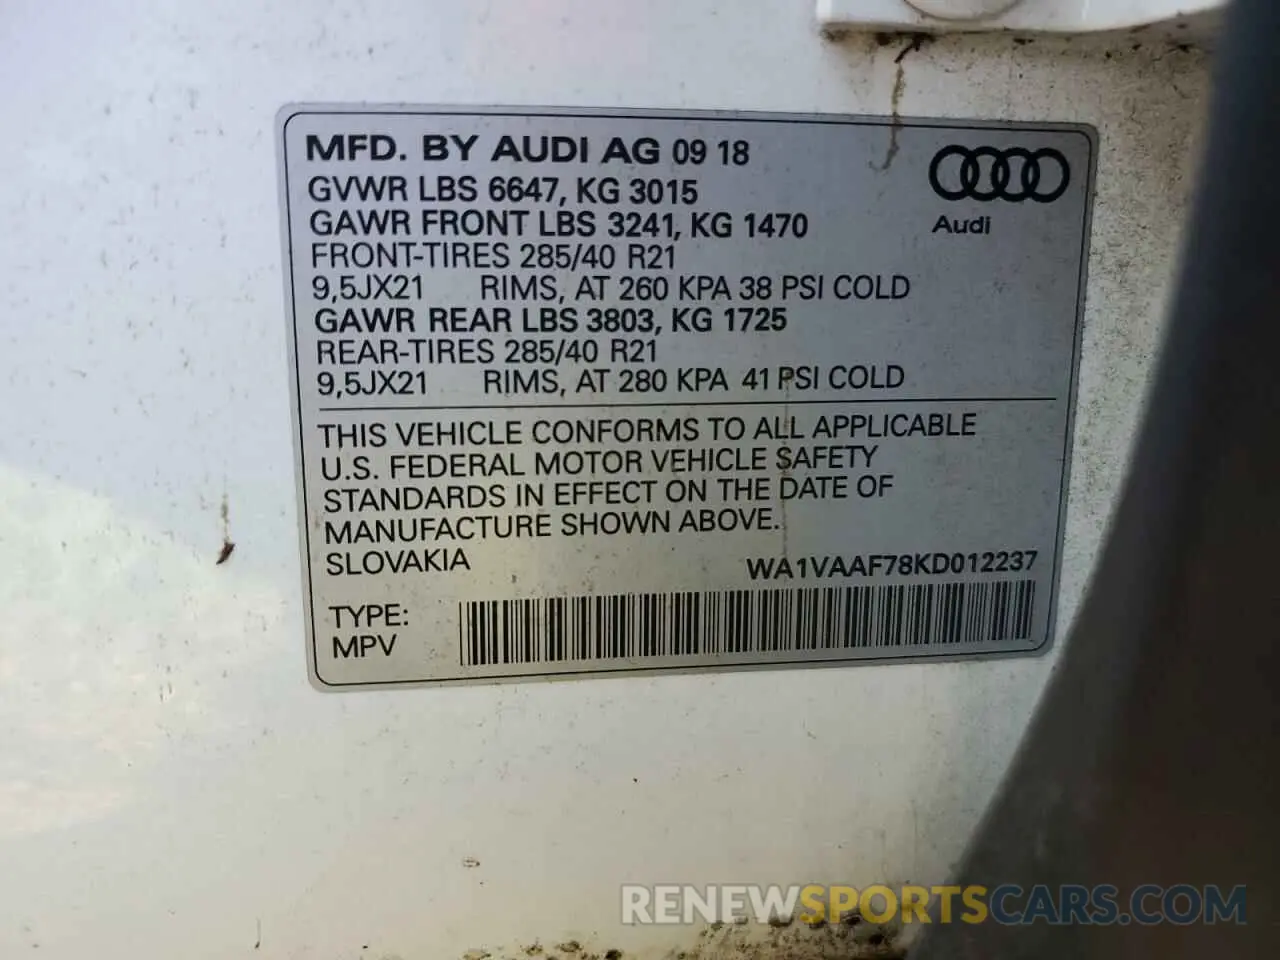 MFD. BY AUDI AG 09 18
GVWR LBS 6647, KG 3015
GAWR FRONT LBS 3241, KG 1470
FRONT-TIRES 285/40 R21
9,5JX21 RIMS, AT 260 KPA 38 PSI COLD
GAWR REAR LBS 3803, KG 1725
REAR-TIRES 285/40 R21
9,5JX21 RIMS, AT 280 KPA 41 PSI COLD
Audi
THIS VEHICLE CONFORMS TO ALL APPLICABLE
U.S. FEDERAL MOTOR VEHICLE SAFETY
STANDARDS IN EFFECT ON THE DATE OF
MANUFACTURE SHOWN ABOVE.
SLOVAKIA WA1VAAF78KD012237
TYPE:
MPV
RENEWSPORTSCARS.COM